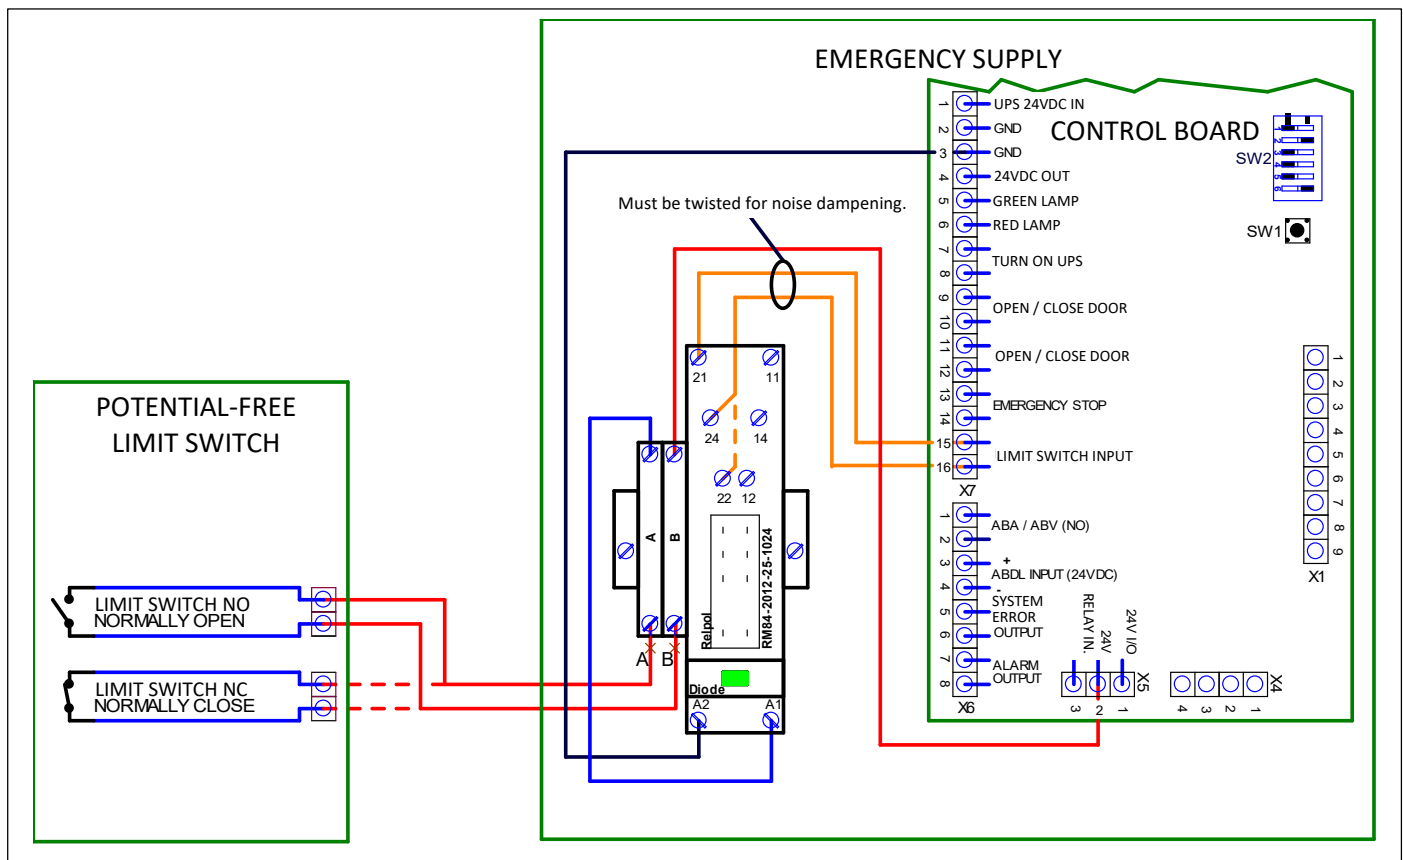 EMERGENCY SUPPLY
CONTROL BOARD
1 UPS 24VDC IN
2 GND
3 GND
4 24VDC OUT
5 GREEN LAMP
6 RED LAMP
7
TURN ON UPS
8
9
OPEN / CLOSE DOOR
10
11
OPEN / CLOSE DOOR
12
13
EMERGENCY STOP
14
15
LIMIT SWITCH INPUT
16
X7
1
ABA / ABV (NO)
2
3 +
ABDL INPUT (24VDC)
4 -
5 SYSTEM
ERROR
6 OUTPUT
7 ALARM
8 OUTPUT
X6
SW2
1
2
3
4
5
6
SW1
1
2
3
4
5
6
7
8
9
X1
RELAY IN.
24V
24V I/O
3 2 1
X5
4 3 2 1
X4
Must be twisted for noise dampening.
21 11
24 14
22 12
A B
Relpol
RM84-2012-25-1024
A B
Diode
A2 A1
POTENTIAL-FREE
LIMIT SWITCH
LIMIT SWITCH NO
NORMALLY OPEN
LIMIT SWITCH NC
NORMALLY CLOSE